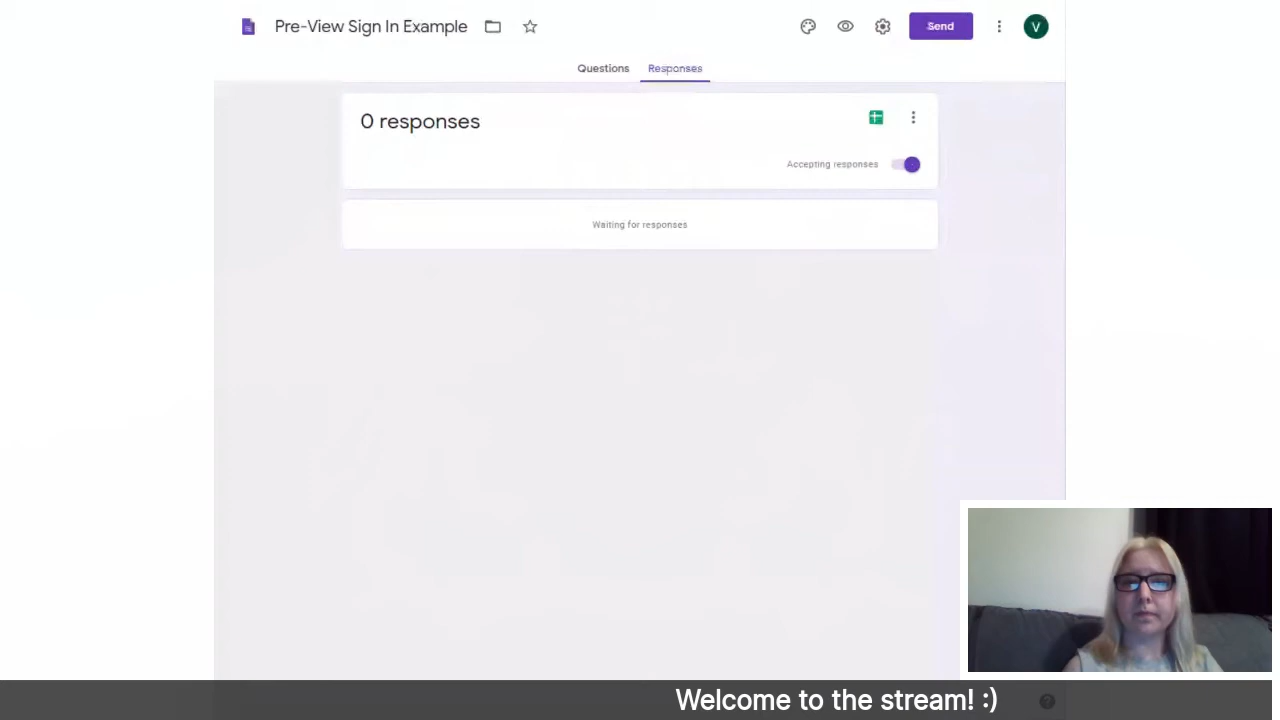 Pre-View Sign In Example
Send
V
Questions Responses
0 responses
Accepting responses
Waiting for responses
Welcome to the stream! :)
?